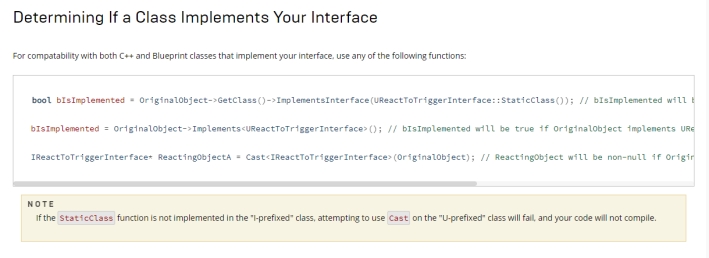 Determining If a Class Implements Your Interface
For compatability with both C++ and Blueprint classes that implement your interface, use any of the following functions:
bool bIsImplemented = OriginalObject->GetClass()->ImplementsInterface(UReactToTriggerInterface::StaticClass()); // bIsImplemented will
bIsImplemented = OriginalObject->Implements<UReactToTriggerInterface>(); // bIsImplemented will be true if OriginalObject implements URe
IReactToTriggerInterface* ReactingObjectA = Cast<IReactToTriggerInterface>(OriginalObject); // ReactingObject will be non-null if Origin
NOTE
If the StaticClass function is not implemented in the "I-prefixed" class, attempting to use Cast on the "U-prefixed" class will fail, and your code will not compile.